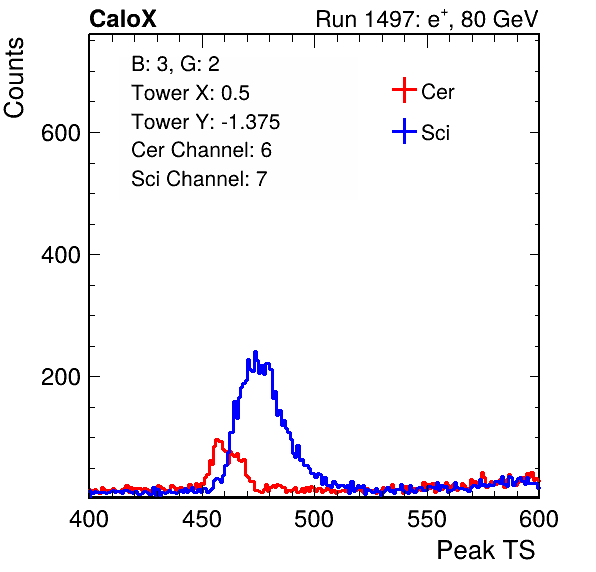 CaloX
Run 1497: e+, 80 GeV
Counts
B: 3, G: 2
Tower X: 0.5
Tower Y: -1.375
Cer Channel: 6
Sci Channel: 7
Cer
Sci
600
400
200
400 450 500 550 600
Peak TS